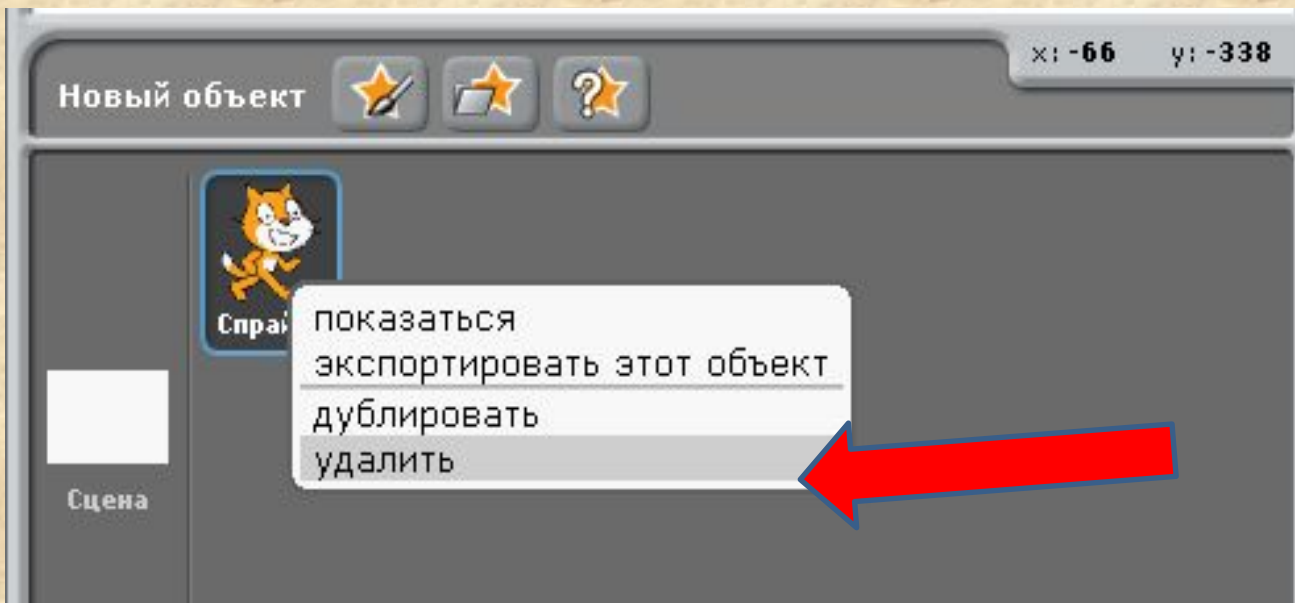 x: -66 y: -338
Новый объект
показаться
экспортировать этот объект
дублировать
удалить
Сцена